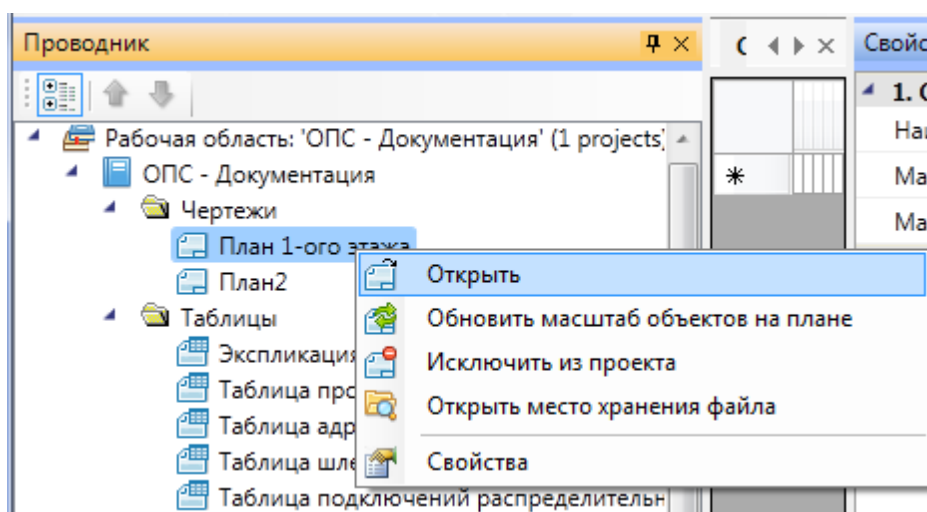 Проводник
Свойс
Рабочая область: 'ОПС - Документация' (1 projects)
1. О
ОПС - Документация
Наи
Чертежи
Ма
План 1-ого этажа
Ма
План2
Открыть
Таблицы
Обновить масштаб объектов на плане
Экспликация
Исключить из проекта
Таблица про
Открыть место хранения файла
Таблица адр
Таблица шле
Свойства
Таблица подключений распределительн